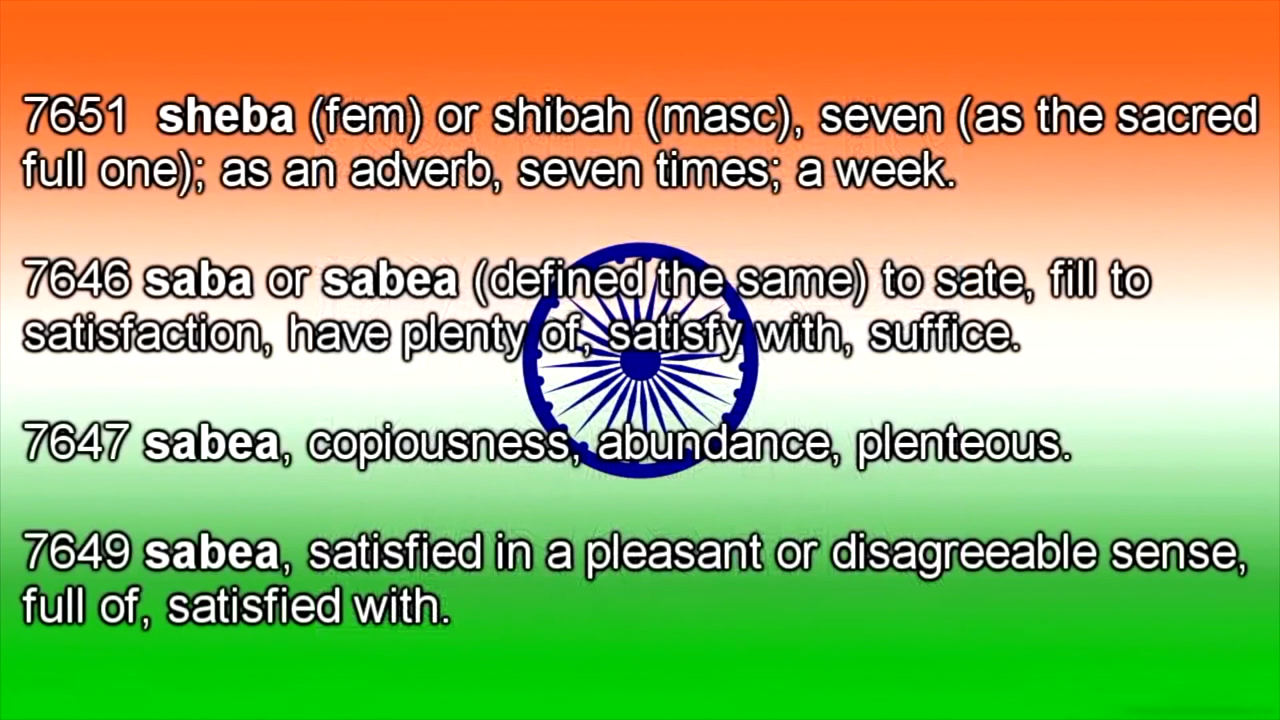 7651 sheba (fem) or shibah (masc), seven (as the sacred
full one); as an adverb, seven times; a week.
7646 saba or sabea (defined the same) to sate, fill to
satisfaction, have plenty of, satisfy with, suffice.
7647 sabea, copiousness, abundance, plenteous.
7649 sabea, satisfied in a pleasant or disagreeable sense,
full of, satisfied with.